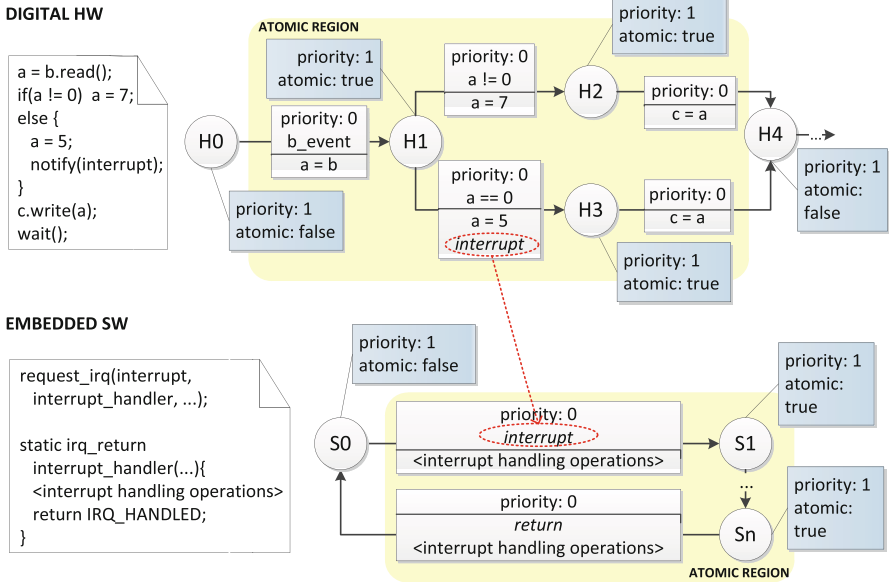 DIGITAL HW
a = b.read();
if(a != 0)  a = 7;
else {
a = 5;
notify(interrupt);
}
c.write(a);
wait();
ATOMIC REGION
H0
priority: 1
atomic: false
priority: 0
b_event
a = b
priority: 1
atomic: true
H1
priority: 0
a != 0
a = 7
priority: 0
a == 0
a = 5
interrupt
priority: 1
atomic: true
H2
H3
priority: 1
atomic: true
priority: 0
c = a
priority: 0
c = a
H4
...
priority: 1
atomic:
false
EMBEDDED SW
request_irq(interrupt,
interrupt_handler, ...);
static irq_return
interrupt_handler(...){
<interrupt handling operations>
return IRQ_HANDLED;
}
priority: 1
atomic: false
S0
priority: 0
interrupt
<interrupt handling operations>
priority: 0
return
<interrupt handling operations>
S1
priority: 1
atomic:
true
...
Sn
priority: 1
atomic:
true
ATOMIC REGION